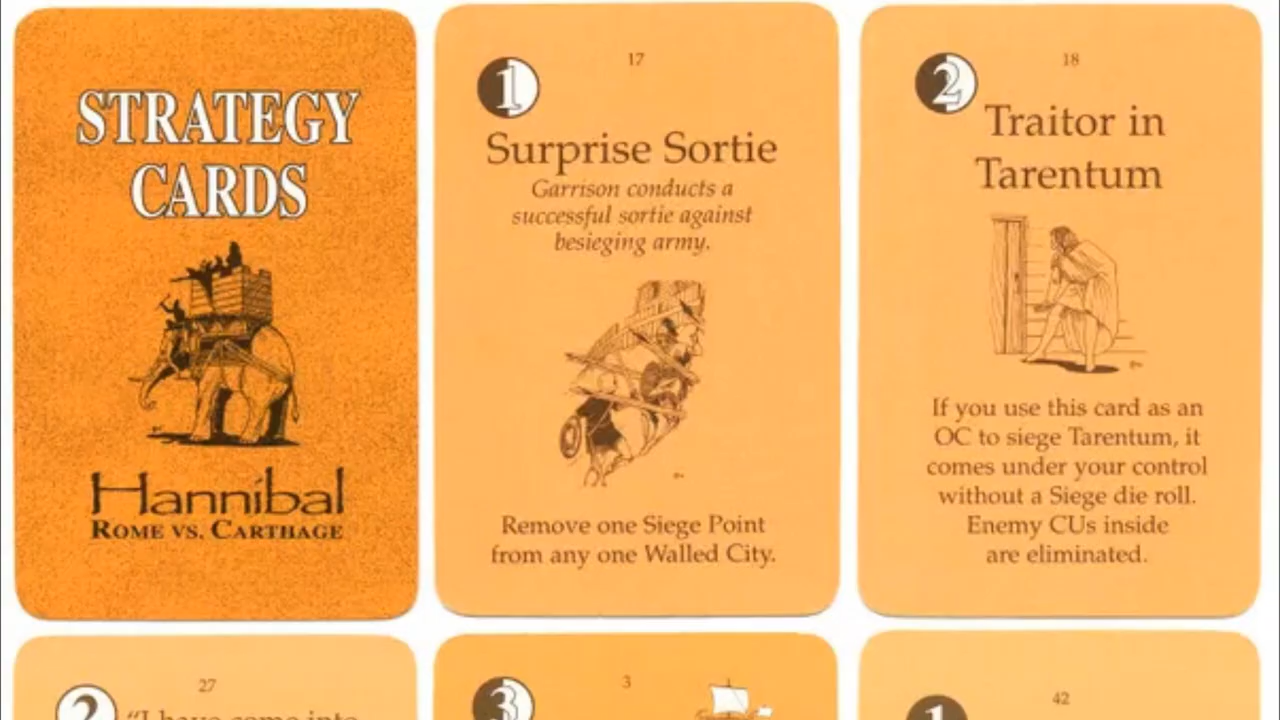 STRATEGY
CARDS
Hannibal
ROME VS. CARTHAGE
1
17
Surprise Sortie
Garrison conducts a
successful sortie against
besieging army.
Remove one Siege Point
from any one Walled City.
2
18
Traitor in
Tarentum
If you use this card as an
OC to siege Tarentum, it
comes under your control
without a Siege die roll.
Enemy CUs inside
are eliminated.
2
27
"I have come into
3
3
1
42